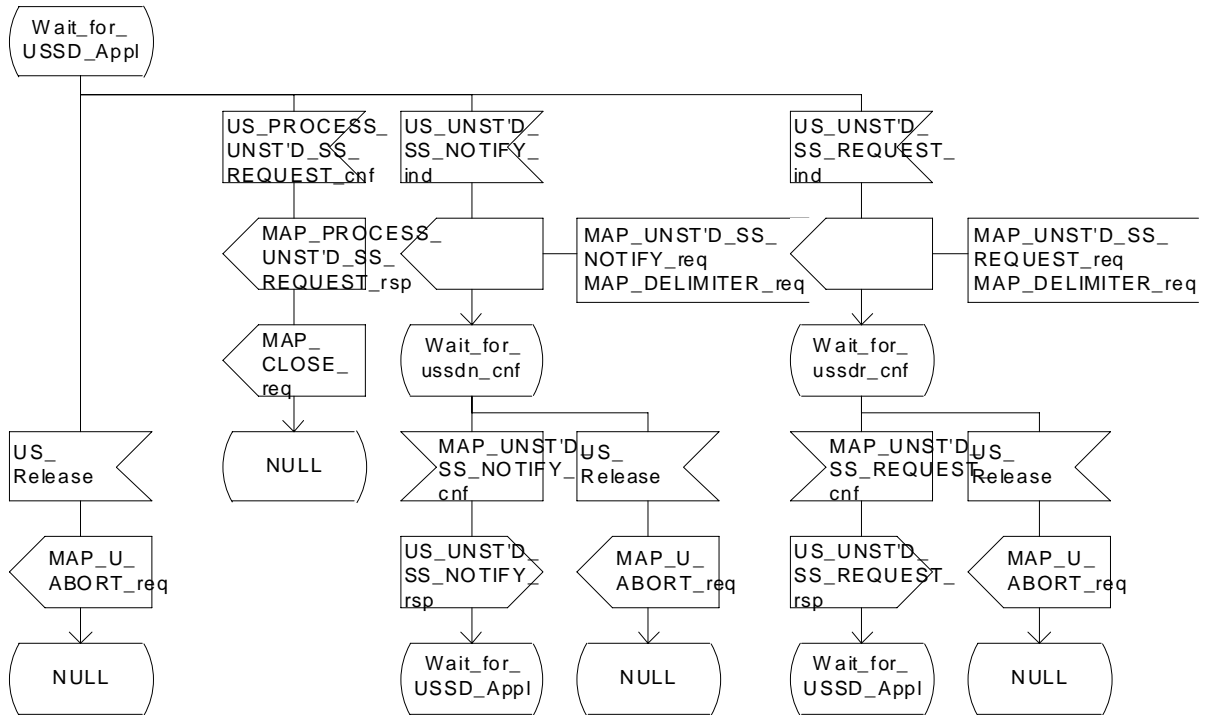 Wait_for_
USSD_Appl
US_PROCESS_
UNST'D_SS_
REQUEST_cnf
US_UNST'D_
SS_NOTIFY_
ind
US_UNST'D_
SS_REQUEST_
ind
MAP_PROCESS_
UNST'D_SS_
REQUEST_rsp
MAP_UNST'D_SS_
NOTIFY_req
MAP_DELIMITER_req
MAP_UNST'D_SS_
REQUEST_req
MAP_DELIMITER_req
MAP_
CLOSE_
req
Wait_for_
ussdn_cnf
Wait_for_
ussdr_cnf
US_
Release
NULL
MAP_UNST'D_
SS_NOTIFY_
cnf
US_
Release
MAP_UNST'D_
SS_REQUEST_
cnf
US_
Release
MAP_U_
ABORT_req
US_UNST'D_
SS_NOTIFY_
rsp
MAP_U_
ABORT_req
US_UNST'D_
SS_REQUEST_
rsp
MAP_U_
ABORT_req
NULL
Wait_for_
USSD_Appl
NULL
Wait_for_
USSD_Appl
NULL